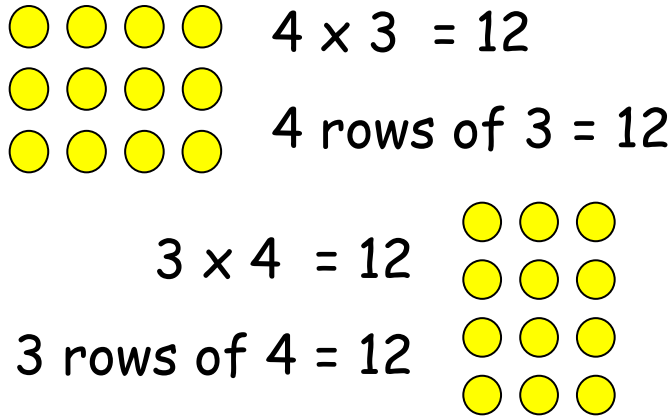 4 x 3 = 12
4 rows of 3 = 12
3 x 4 = 12
3 rows of 4 = 12